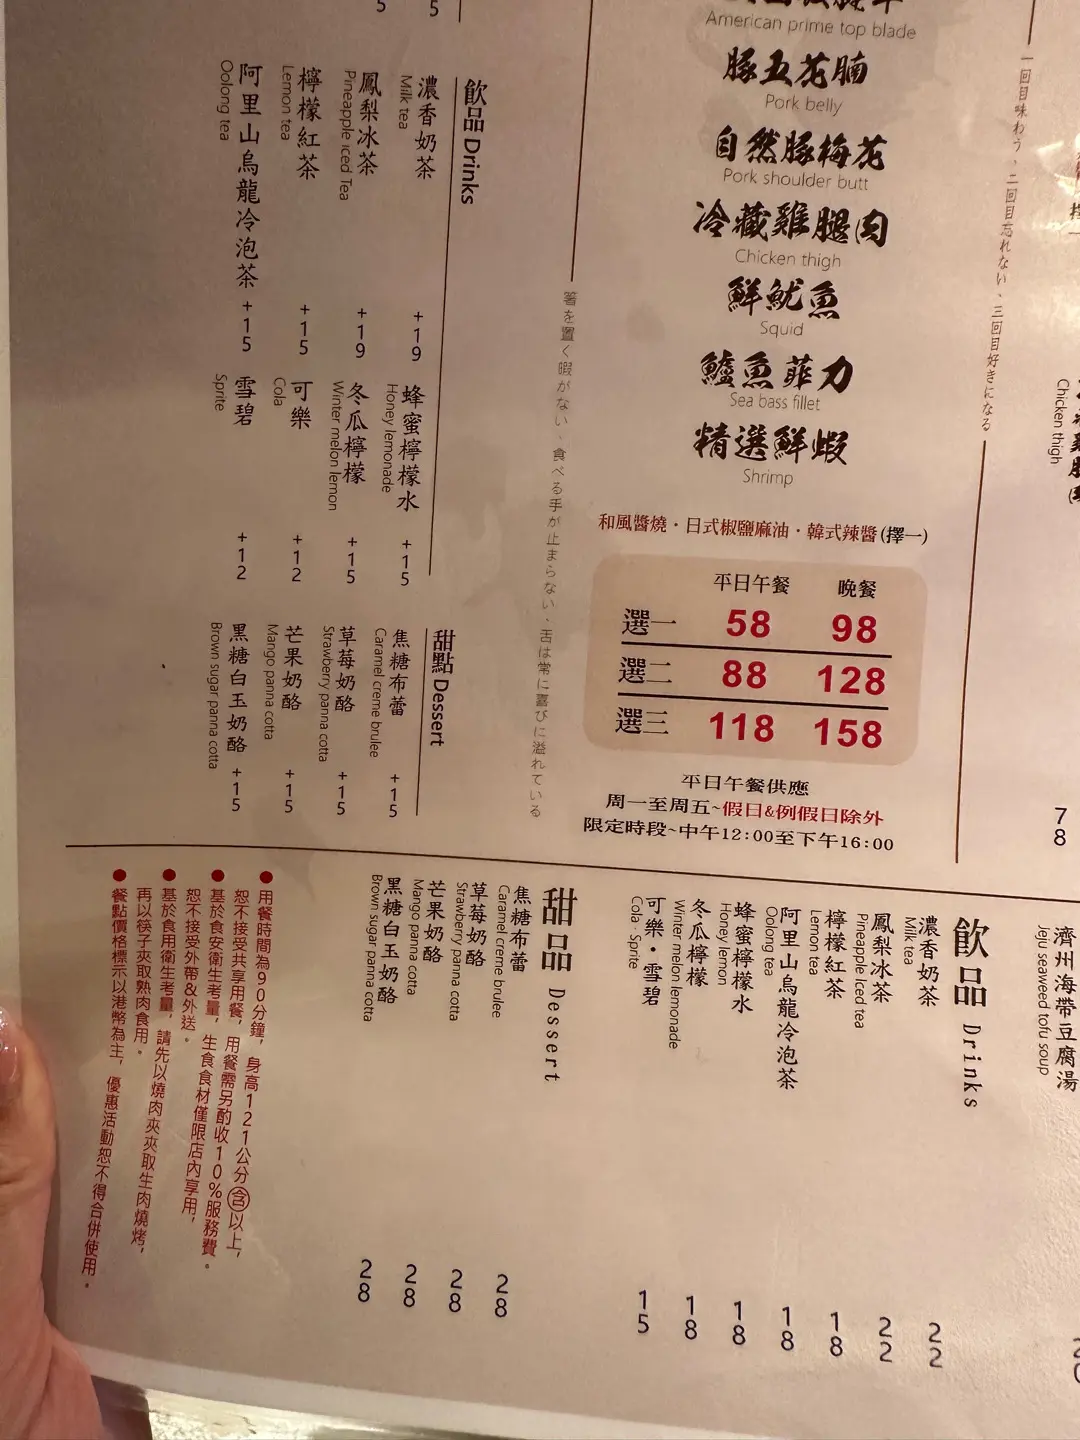 American prime top blade
豚五花腩
Pork belly
自然豚梅花
Pork shoulder butt
冷藏雞腿肉
Chicken thigh
鮮魷魚
Squid
鱸魚菲力
Sea bass fillet
精選鮮蝦
Shrimp
和風醬燒・日式椒鹽麻油・韓式辣醬(擇一)
平日午餐 晚餐
選一 58 98
選二 88 128
選三 118 158
平日午餐供應
周一至周五~假日&例假日除外
限定時段~中午12:00至下午16:00
一回目味わう、二回目忘れない、三回目好きになる
箸を置く暇がない、食べる手が止まらない、舌は常に喜びに溢れている
Chicken thigh
78
5
5
飲品 Drinks
濃香奶茶 +19
Milk tea
鳳梨冰茶 +19
Pineapple iced Tea
檸檬紅茶 +15
Lemon tea
阿里山烏龍冷泡茶 +15
Oolong tea
蜂蜜檸檬水 +15
Honey lemonade
冬瓜檸檬 +15
Winter melon lemon
可樂 +12
Cola
雪碧 +12
Sprite
甜點 Dessert
焦糖布蕾 +15
Caramel creme brulee
草莓奶酪 +15
Strawberry panna cotta
芒果奶酪 +15
Mango panna cotta
黑糖白玉奶酪 +15
Brown sugar panna cotta
濟州海帶豆腐湯
Jeju seaweed tofu soup
飲品 Drinks
濃香奶茶 22
Milk tea
鳳梨冰茶 22
Pineapple Iced tea
檸檬紅茶 18
Lemon tea
阿里山烏龍冷泡茶 18
Oolong tea
蜂蜜檸檬水 18
Honey lemon
冬瓜檸檬 18
Winter melon lemonade
可樂・雪碧 15
Cola・Sprite
甜品 Dessert
焦糖布蕾 28
Caramel creme brulee
草莓奶酪 28
Strawberry panna cotta
芒果奶酪 28
Mango panna cotta
黑糖白玉奶酪 28
Brown sugar panna cotta
●用餐時間為90分鐘，身高121公分含以上，
恕不接受共享用餐，用餐需另酌收10%服務費。
●基於食安衛生考量，生食食材僅限店內享用，
恕不接受外帶&外送。
●基於食用衛生考量，請先以燒肉夾夾取生肉燒烤，
再以筷子夾取熟肉食用。
●餐點價格標示以港幣為主，優惠活動恕不得合併使用。